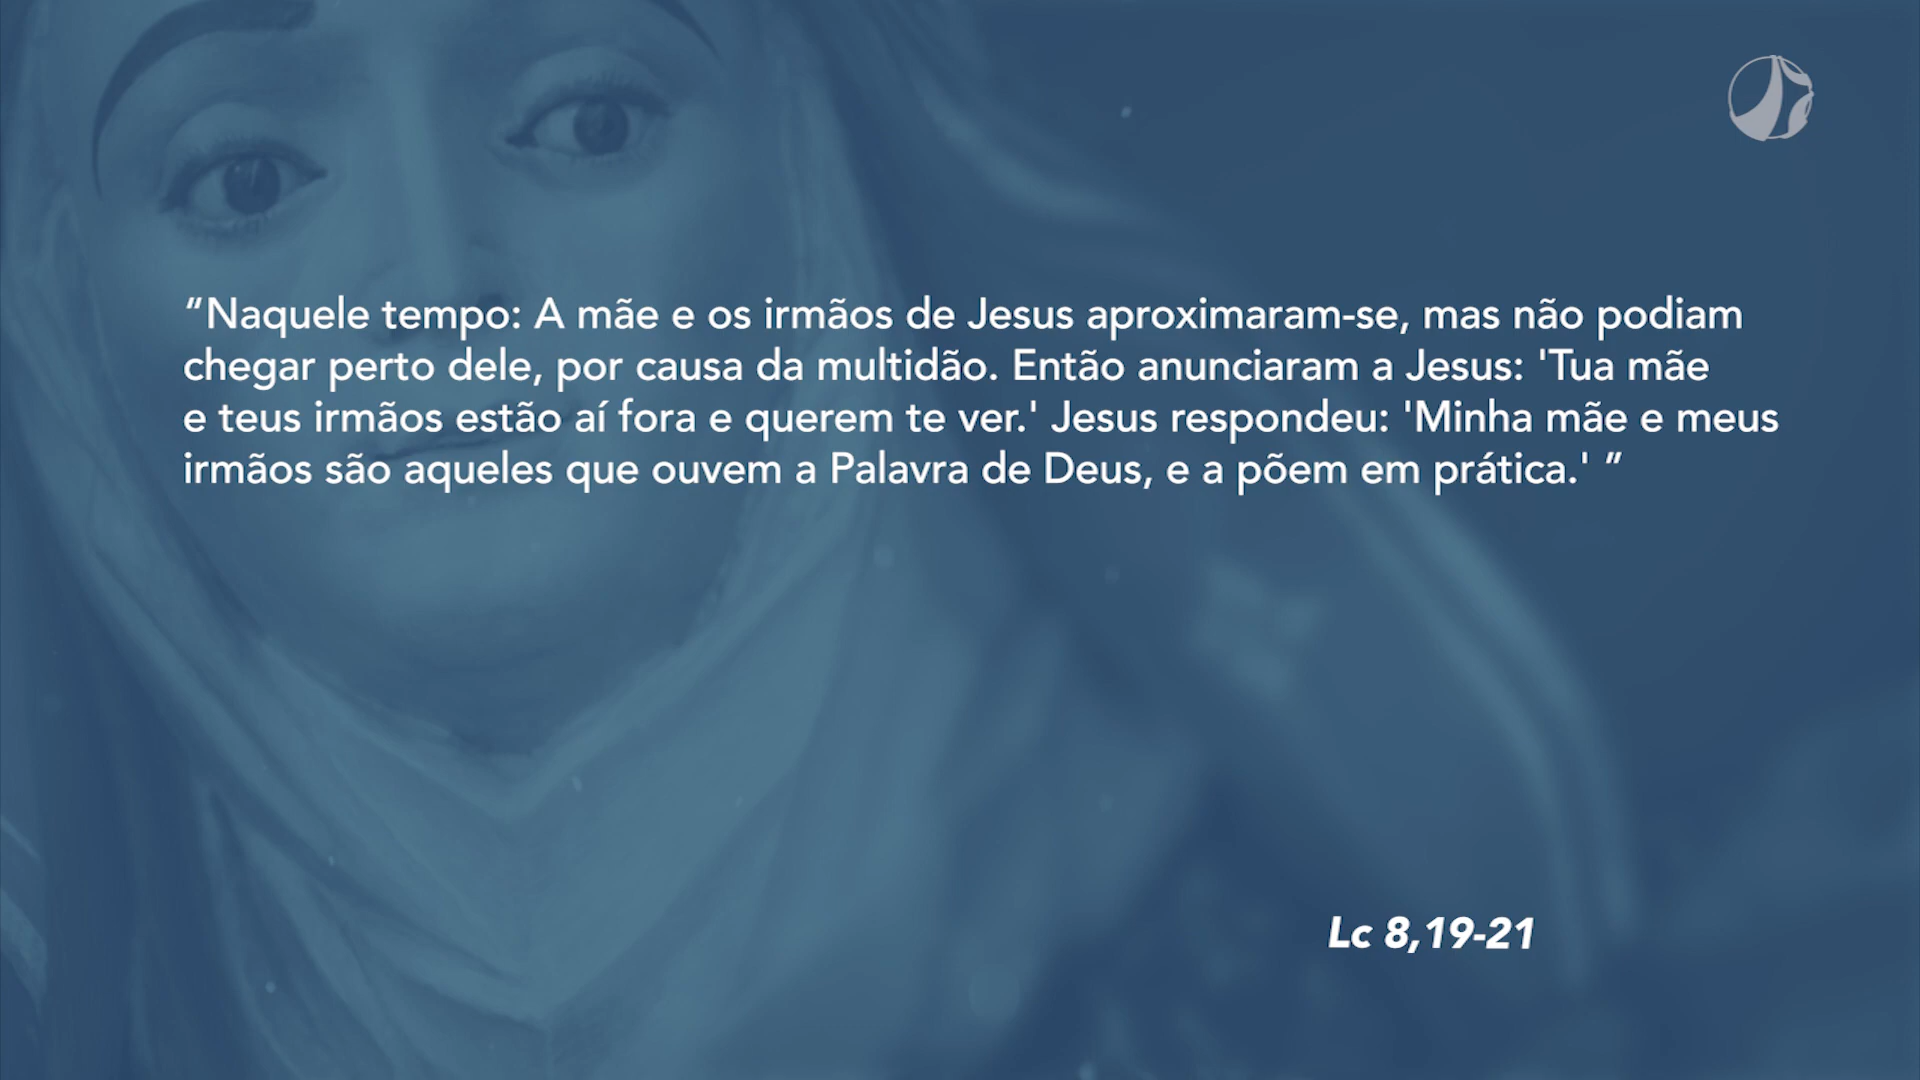 “Naquele tempo: A mãe e os irmãos de Jesus aproximaram-se, mas não podiam
chegar perto dele, por causa da multidão. Então anunciaram a Jesus: 'Tua mãe
e teus irmãos estão aí fora e querem te ver.' Jesus respondeu: 'Minha mãe e meus
irmãos são aqueles que ouvem a Palavra de Deus, e a põem em prática.' ”
Lc 8,19-21